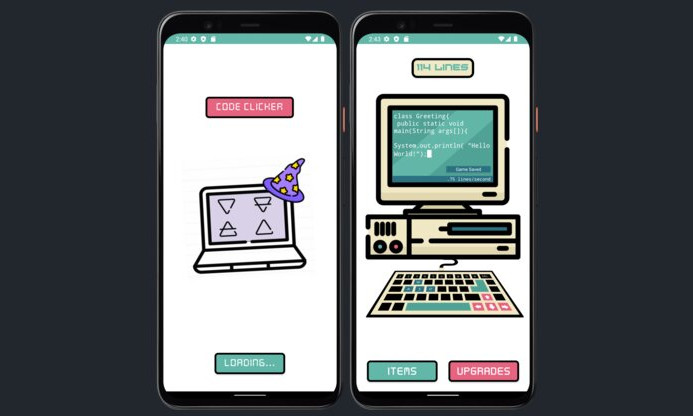 2:40
CODE CLICKER
LOADING...
2:43
114 LINES
class Greeting{
public static void
main(String args[]){
System.out.println( "Hello
World!");
Game Saved
.75 lines/second
ITEMS
UPGRADES